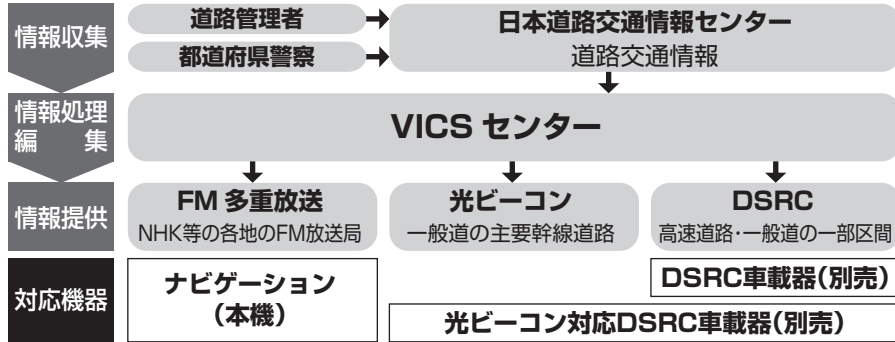 情報収集
道路管理者
都道府県警察
日本道路交通情報センター
道路交通情報
情報処理
編 集
VICS センター
情報提供
FM 多重放送
NHK等の各地のFM放送局
光ビーコン
一般道の主要幹線道路
DSRC
高速道路・一般道の一部区間
対応機器
ナビゲーション
（本機）
DSRC車載器（別売）
光ビーコン対応DSRC車載器（別売）